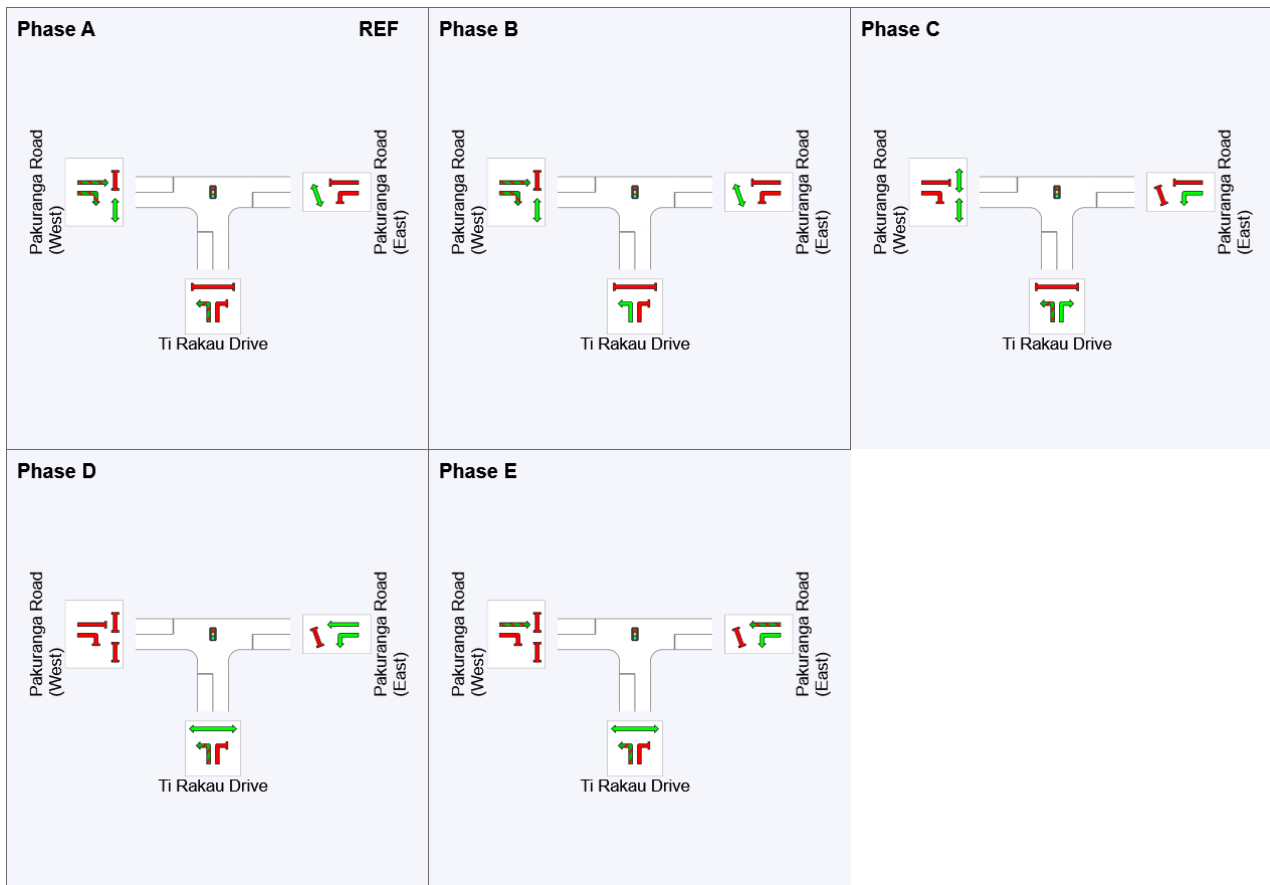 Phase A
REF
Pakuranga Road
(West)
Pakuranga Road
(East)
Ti Rakau Drive
Phase B
Pakuranga Road
(West)
Pakuranga Road
(East)
Ti Rakau Drive
Phase C
Pakuranga Road
(West)
Pakuranga Road
(East)
Ti Rakau Drive
Phase D
Pakuranga Road
(West)
Pakuranga Road
(East)
Ti Rakau Drive
Phase E
Pakuranga Road
(West)
Pakuranga Road
(East)
Ti Rakau Drive